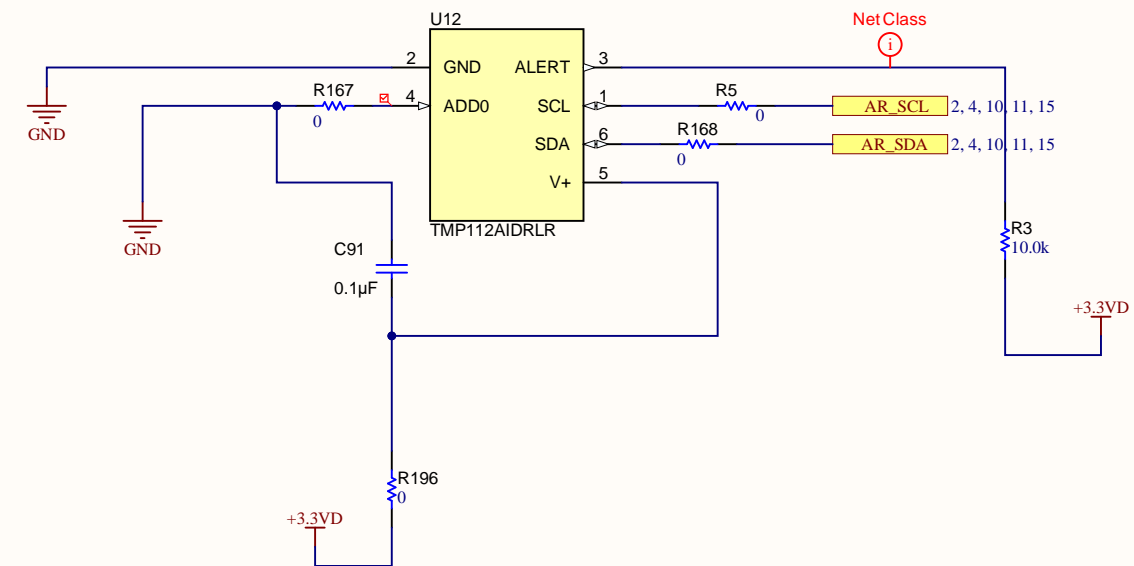 U12
Net Class
i
2 GND ALERT 3
R167
4 ADD0 SCL 1
R5
AR_SCL 2, 4, 10, 11, 15
0
0
GND
R168
SDA 6
AR_SDA 2, 4, 10, 11, 15
0
V+ 5
GND
TMP112AIDRLR
R3
10.0k
C91
0.1µF
+3.3VD
R196
0
+3.3VD